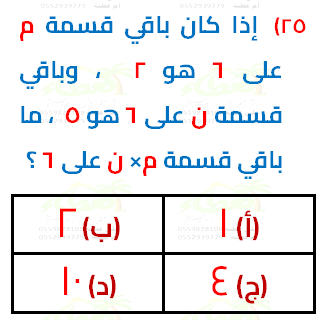 ٢٥) إذا كان باقي قسمة م
على ٦ هو ٢ ، وباقي
قسمة ن على ٦ هو ٥ ، ما
باقي قسمة م× ن على ٦ ؟
(أ) ١ (ب) ٢
(ج) ٤ (د) ١٠